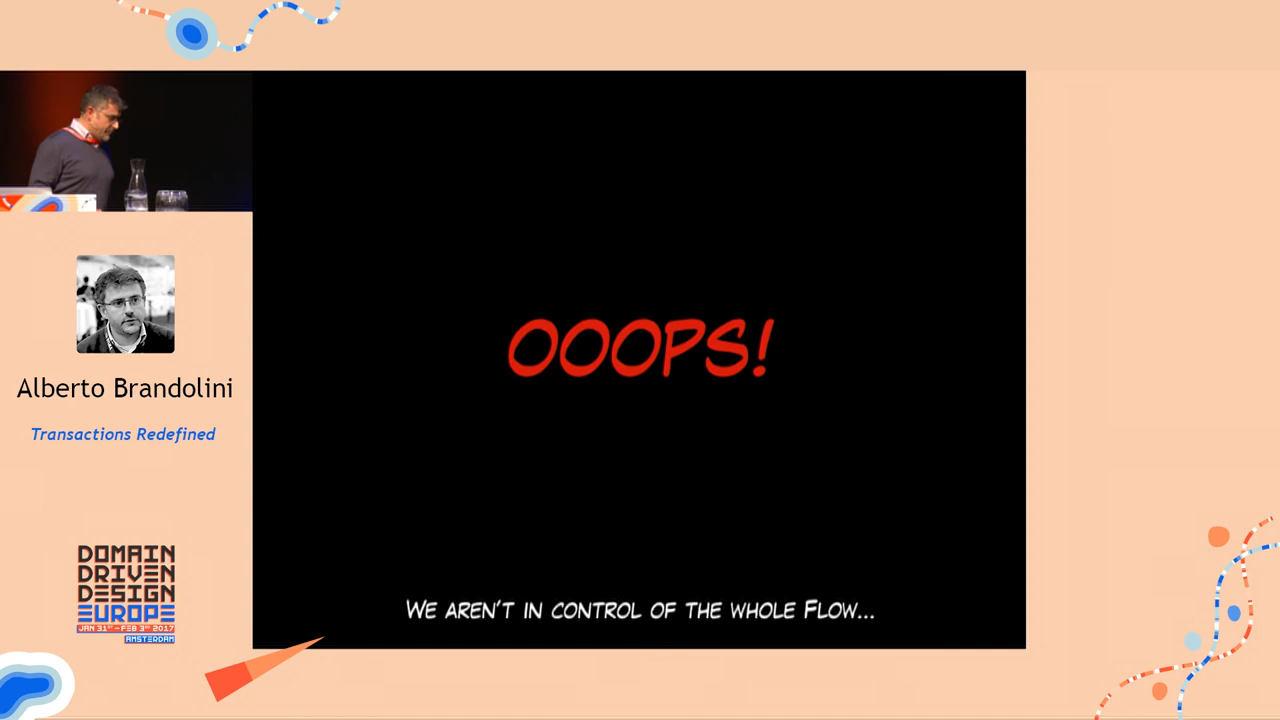 OOOPS!
We aren't in control of the whole Flow...
Alberto Brandolini
Transactions Redefined
DOMAIN
DRIVEN
DESIGN
EUROPE
JAN 31ST-FEB 3RD 2017
AMSTERDAM